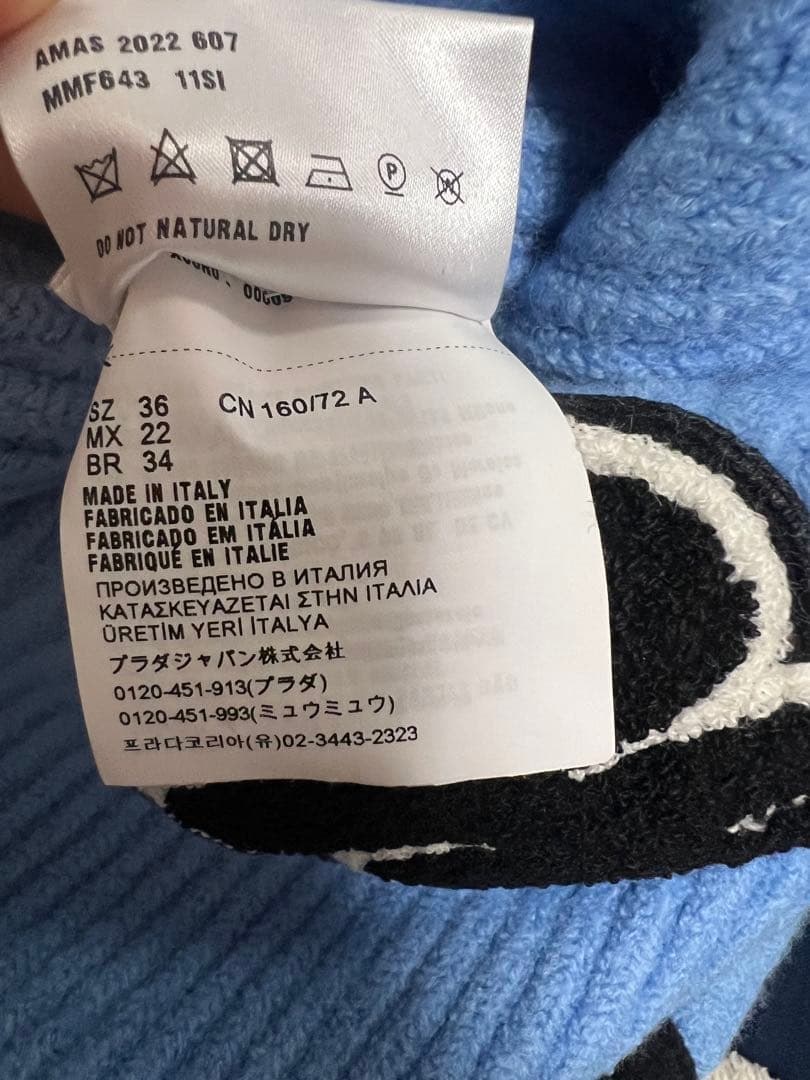 AMAS 2022 607
MMF643 11SI
P
W
DO NOT NATURAL DRY
SZ 36 CN 160/72 A
MX 22
BR 34
MADE IN ITALY
FABRICADO EN ITALIA
FABRICADO EM ITÁLIA
FABRIQUÉ EN ITALIE
ПРОИЗВЕДЕНО В ИТАЛИЯ
ΚΑΤΑΣΚΕΥΑΖΕΤΑΙ ΣΤΗΝ ΙΤΑΛΙΑ
ÜRETİM YERİ İTALYA
プラダジャパン株式会社
0120-451-913(プラダ)
0120-451-993(ミュウミュウ)
프라다코리아(유)02-3443-2323